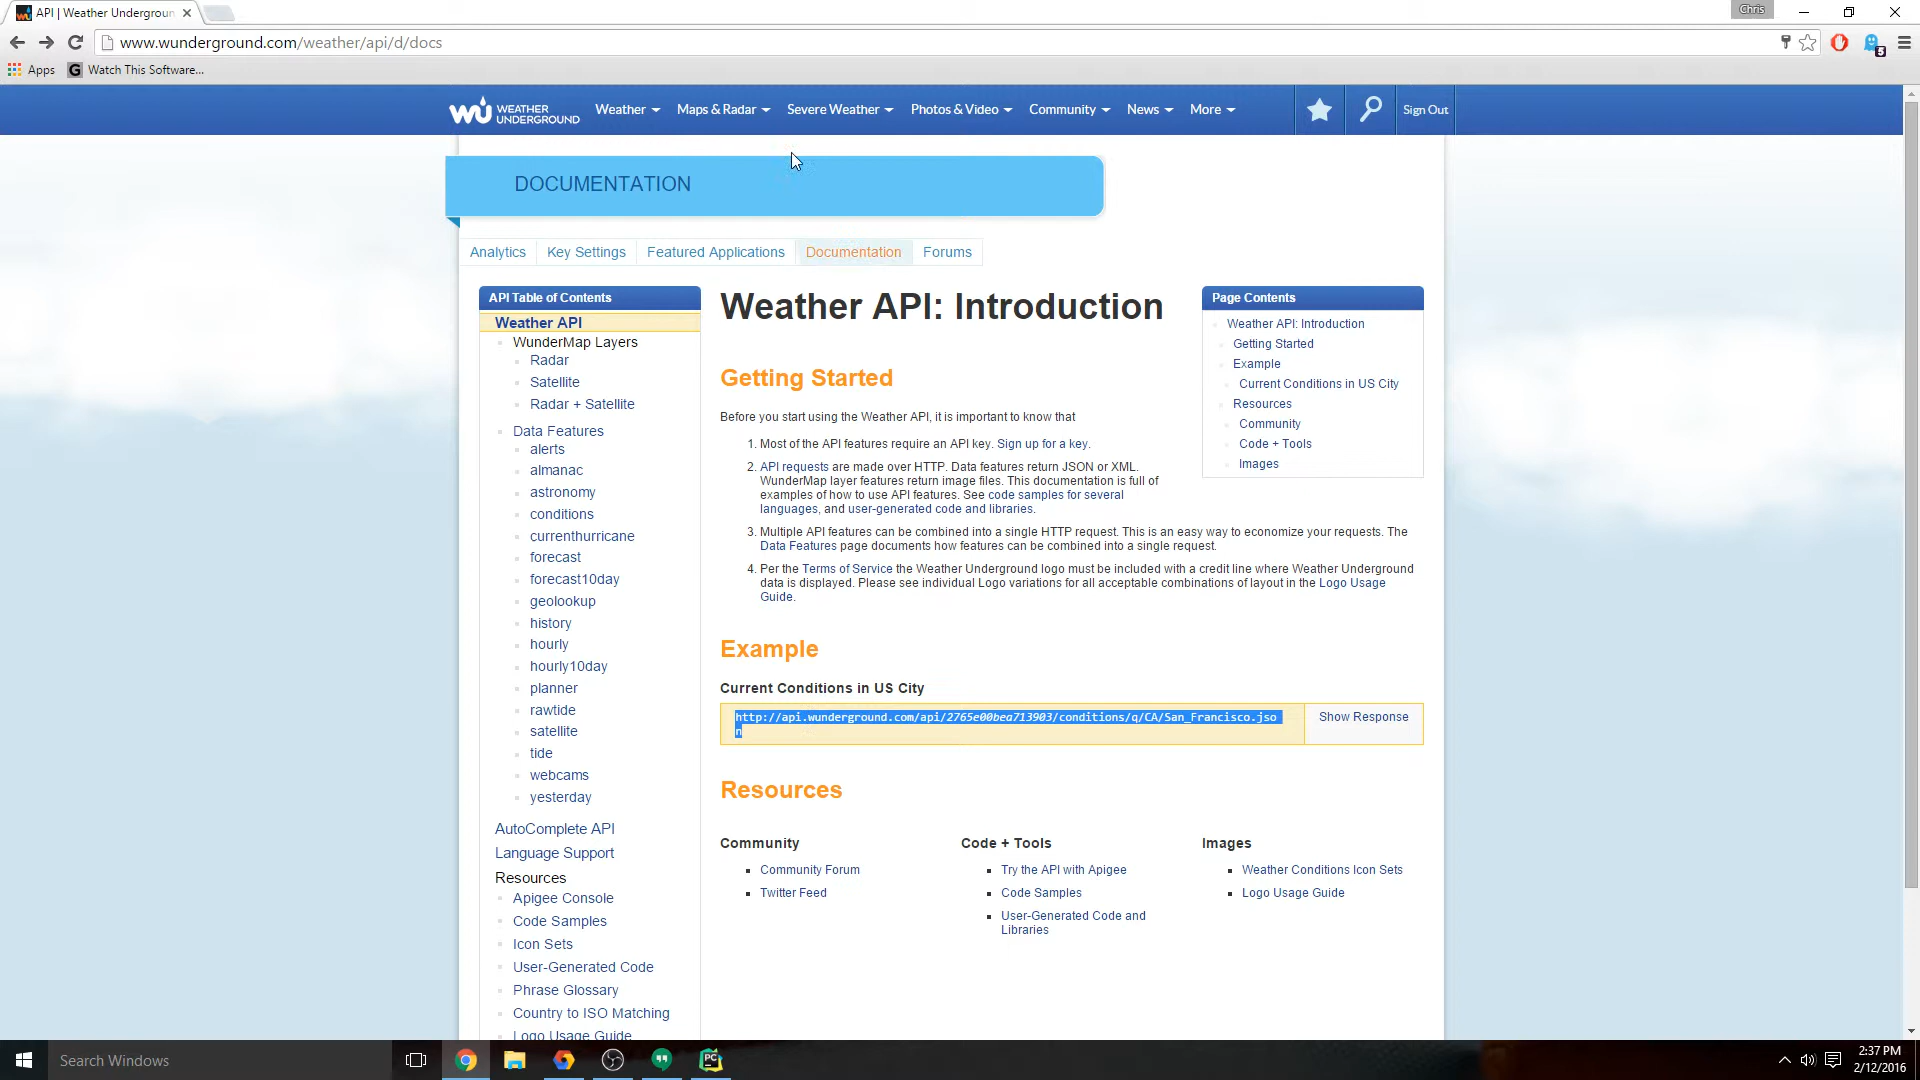 API | Weather Undergroun
Chris
www.wunderground.com/weather/api/d/docs
Apps
Watch This Software...
WEATHER
UNDERGROUND
Weather
Maps & Radar
Severe Weather
Photos & Video
Community
News
More
Sign Out
DOCUMENTATION
Analytics
Key Settings
Featured Applications
Documentation
Forums
API Table of Contents
Weather API
WunderMap Layers
Radar
Satellite
Radar + Satellite
Data Features
alerts
almanac
astronomy
conditions
currenthurricane
forecast
forecast10day
geolookup
history
hourly
hourly10day
planner
rawtide
satellite
tide
webcams
yesterday
AutoComplete API
Language Support
Resources
Apigee Console
Code Samples
Icon Sets
User-Generated Code
Phrase Glossary
Country to ISO Matching
Logo Usage Guide
Weather API: Introduction
Getting Started
Before you start using the Weather API, it is important to know that
1. Most of the API features require an API key. Sign up for a key.
2. API requests are made over HTTP. Data features return JSON or XML.
WunderMap layer features return image files. This documentation is full of
examples of how to use API features. See code samples for several
languages, and user-generated code and libraries.
3. Multiple API features can be combined into a single HTTP request. This is an easy way to economize your requests. The
Data Features page documents how features can be combined into a single request.
4. Per the Terms of Service the Weather Underground logo must be included with a credit line where Weather Underground
data is displayed. Please see individual Logo variations for all acceptable combinations of layout in the Logo Usage
Guide.
Example
Current Conditions in US City
http://api.wunderground.com/api/2765e00bea713903/conditions/q/CA/San_Francisco.jso
n
Show Response
Resources
Community
Community Forum
Twitter Feed
Code + Tools
Try the API with Apigee
Code Samples
User-Generated Code and
Libraries
Images
Weather Conditions Icon Sets
Logo Usage Guide
Page Contents
Weather API: Introduction
Getting Started
Example
Current Conditions in US City
Resources
Community
Code + Tools
Images
Search Windows
PC
2:37 PM
2/12/2016